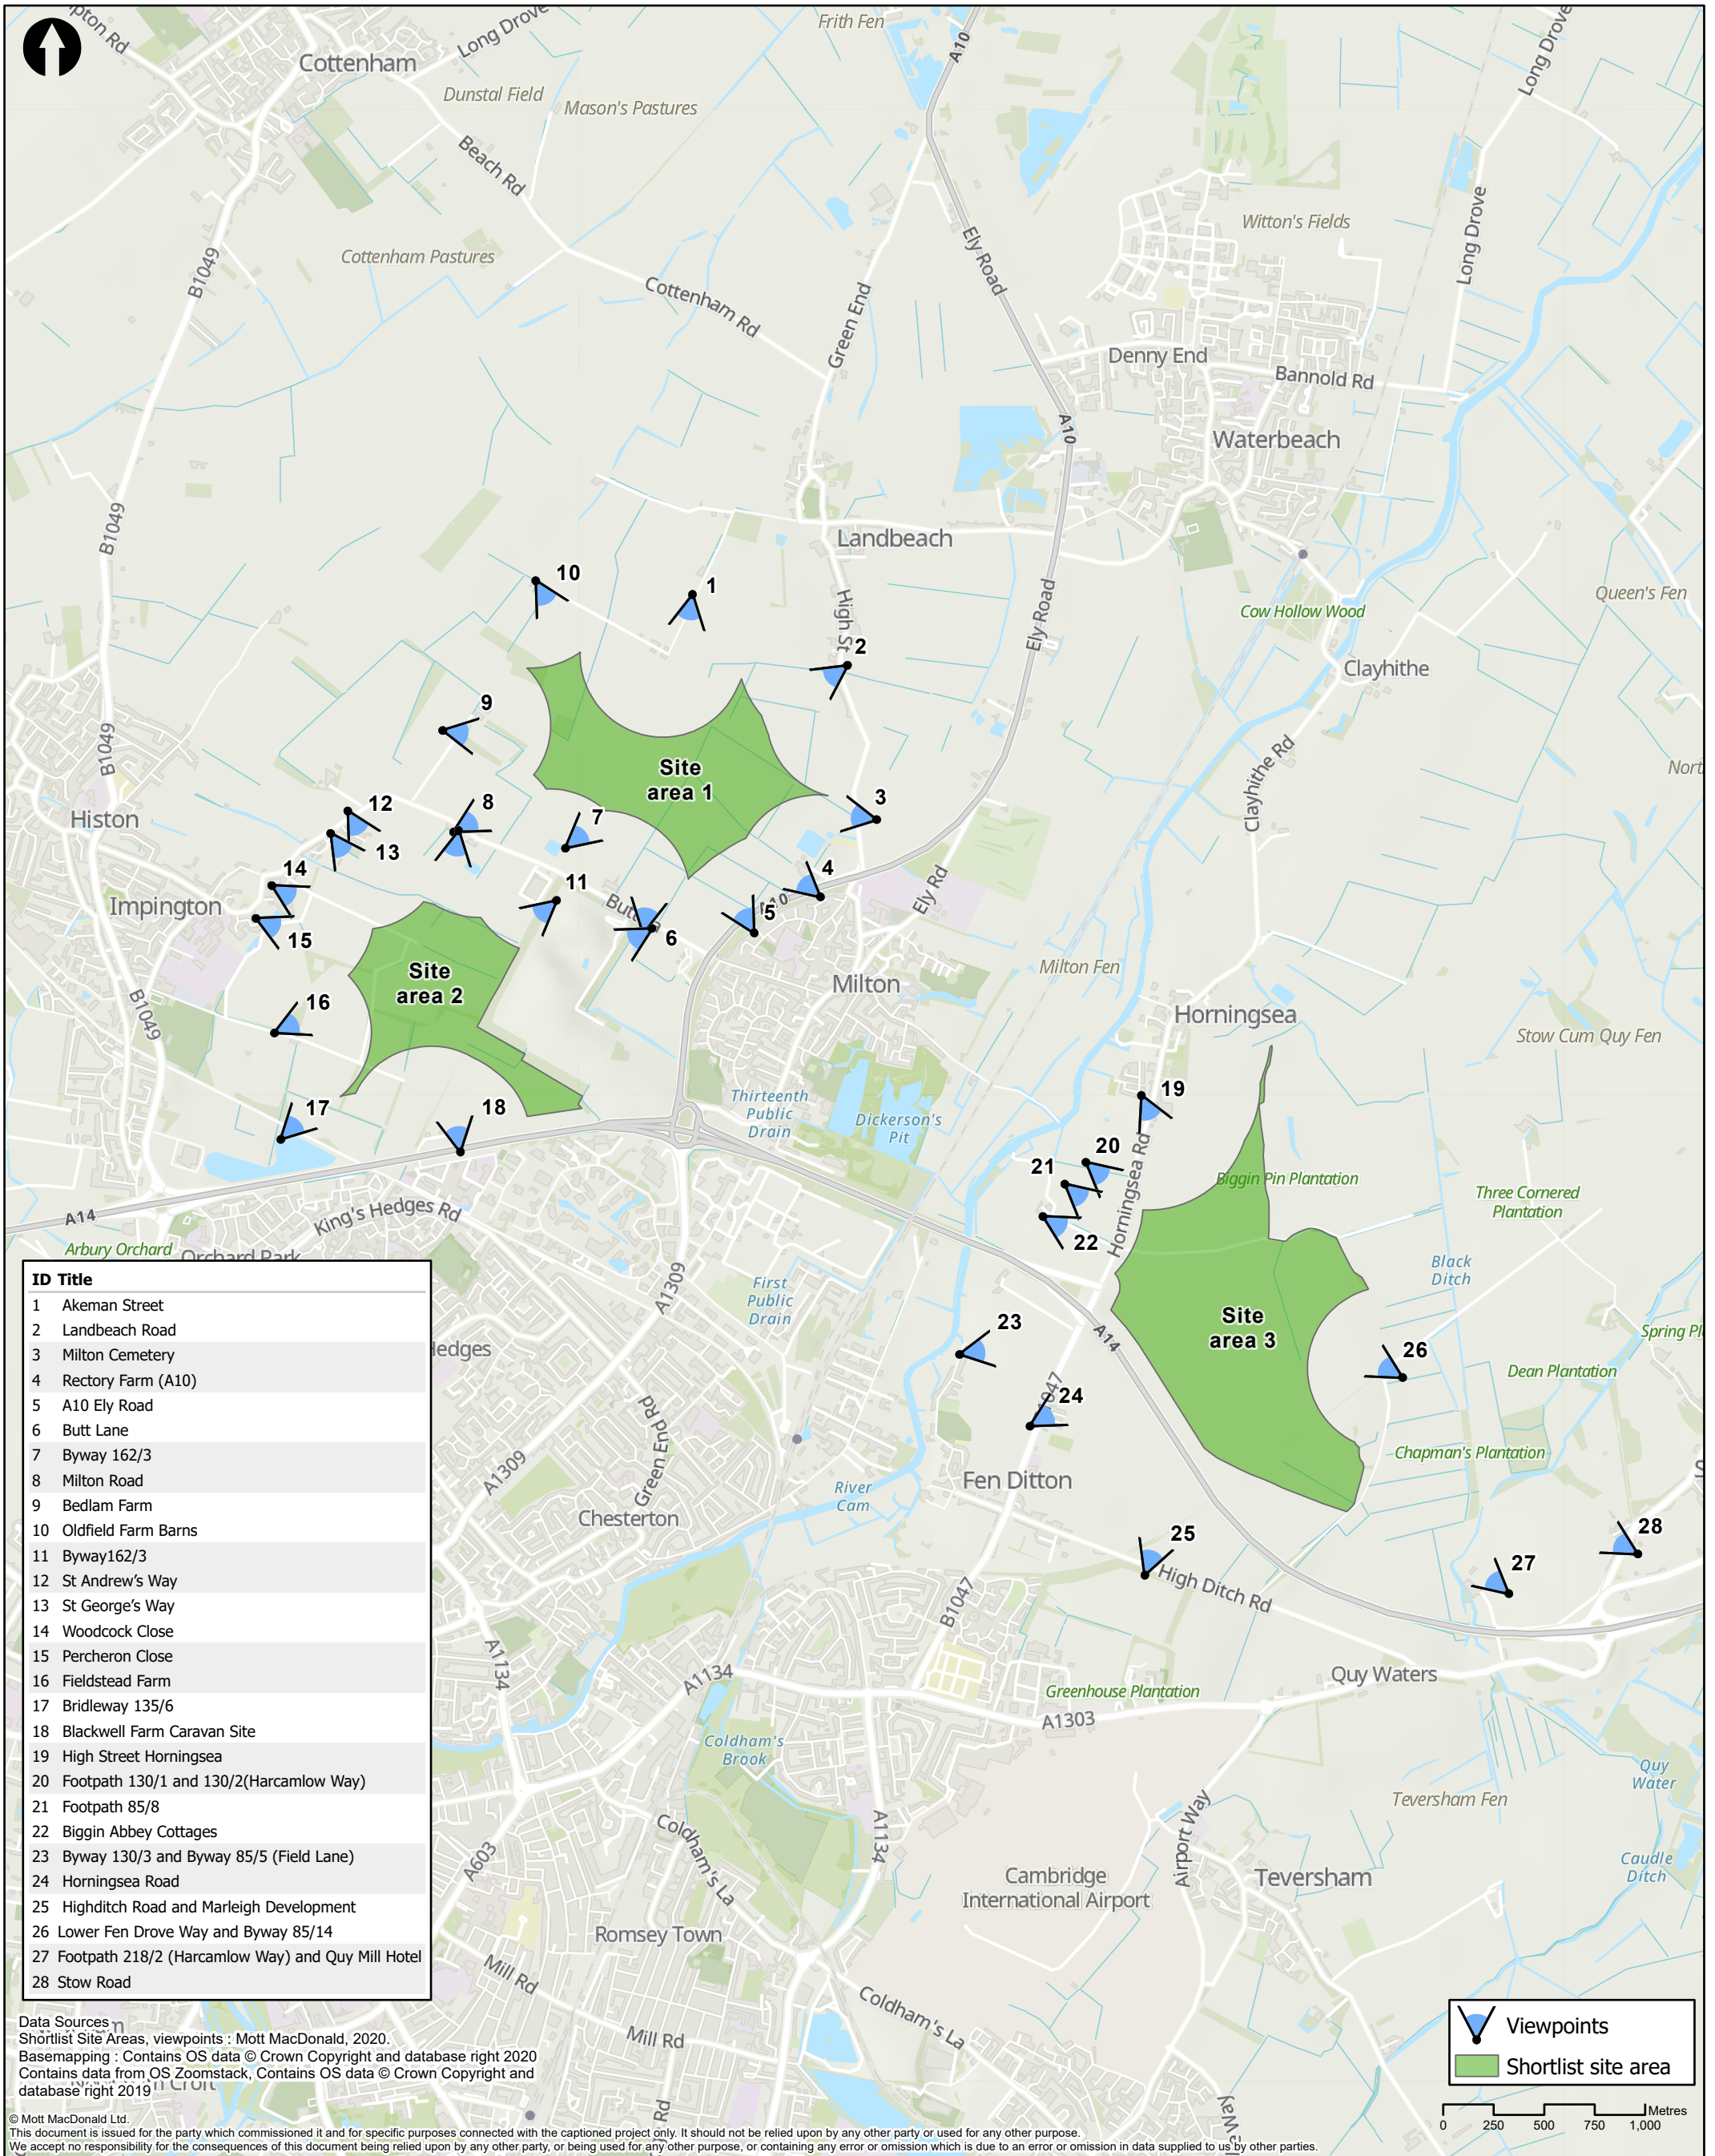 Frith Fen
Long Drove
A10
Long Drove
Cottenham
Dunstal Field
Mason's Pastures
Beach Rd
Witton's Fields
Cottenham Pastures
B1049
Ely Road
Long Drove
Cottenham Rd
Green End
Denny End
Bannold Rd
A10
Waterbeach
B1049
Landbeach
10
1
High St
Ely Road
Queen's Fen
Cow Hollow Wood
2
Clayhithe
9
B1049
Site
area 1
Clayhithe Rd
Histon
12
8
7
3
13
14
4
11
Impington
Ely Rd
A10
5
6
15
Site
area 2
Milton
Milton Fen
16
B1049
Horningsea
Stow Cum Quy Fen
17
18
Thirteenth
Public
Drain
Dickerson's
Pit
19
20
21
Horningsea Rd
Biggin Pin Plantation
Three Cornered
Plantation
22
A14
King's Hedges Rd
Arbury Orchard
Orchard Park
A1309
First
Public
Drain
Black
Ditch
Site
area 3
23
A14
26
Dean Plantation
24
Green End Rd
A1309
Chapman's Plantation
Fen Ditton
River
Cam
Chesterton
25
28
27
High Ditch Rd
B1047
A1134
A1134
Quy Waters
Greenhouse Plantation
A1303
Coldham's
Brook
Quy
Water
Teversham Fen
A603
Coldham's La
A1134
Airport Way
Cambridge
International Airport
Teversham
Caudle
Ditch
Romsey Town
Mill Rd
Coldham's La
Mill Rd
ID Title
1 Akeman Street
2 Landbeach Road
3 Milton Cemetery
4 Rectory Farm (A10)
5 A10 Ely Road
6 Butt Lane
7 Byway 162/3
8 Milton Road
9 Bedlam Farm
10 Oldfield Farm Barns
11 Byway162/3
12 St Andrew's Way
13 St George's Way
14 Woodcock Close
15 Percheron Close
16 Fieldstead Farm
17 Bridleway 135/6
18 Blackwell Farm Caravan Site
19 High Street Horningsea
20 Footpath 130/1 and 130/2(Harcamlow Way)
21 Footpath 85/8
22 Biggin Abbey Cottages
23 Byway 130/3 and Byway 85/5 (Field Lane)
24 Horningsea Road
25 Highditch Road and Marleigh Development
26 Lower Fen Drove Way and Byway 85/14
27 Footpath 218/2 (Harcamlow Way) and Quy Mill Hotel
28 Stow Road
Viewpoints
Shortlist site area
Metres
0 250 500 750 1,000
Data Sources
Shortlist Site Areas, viewpoints : Mott MacDonald, 2020.
Basemapping : Contains OS data © Crown Copyright and database right 2020
Contains data from OS Zoomstack, Contains OS data © Crown Copyright and
database right 2019
© Mott MacDonald Ltd.
This document is issued for the party which commissioned it and for specific purposes connected with the captioned project only. It should not be relied upon by any other party or used for any other purpose.
We accept no responsibility for the consequences of this document being relied upon by any other party, or being used for any other purpose, or containing any error or omission which is due to an error or omission in data supplied to us by other parties.